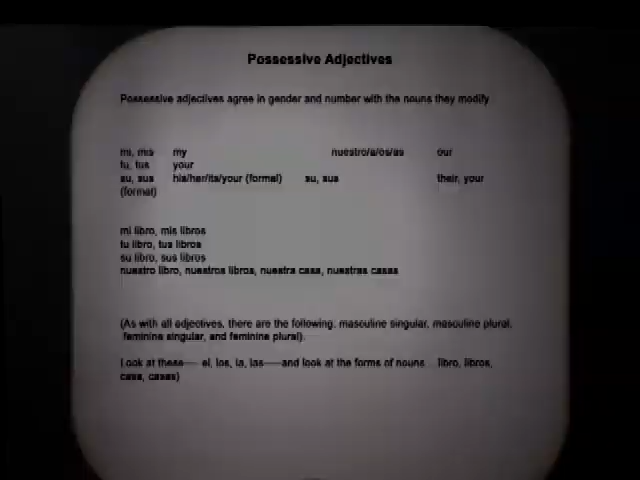 Possessive Adjectives
Possessive adjectives agree in gender and number with the nouns they modify
mi, mis my nuestro/a/os/as our
tu, tus your
su, sus his/her/its/your (formal) su, sus their, your
(formal)
mi libro, mis libros
tu libro, tus libros
su libro, sus libros
nuestro libro, nuestros libros, nuestra casa, nuestras casas
(As with all adjectives, there are the following: masculine singular, masculine plural,
feminine singular, and feminine plural).
Look at these---- el, los, la, las-----and look at the forms of nouns libro, libros,
casa, casas)